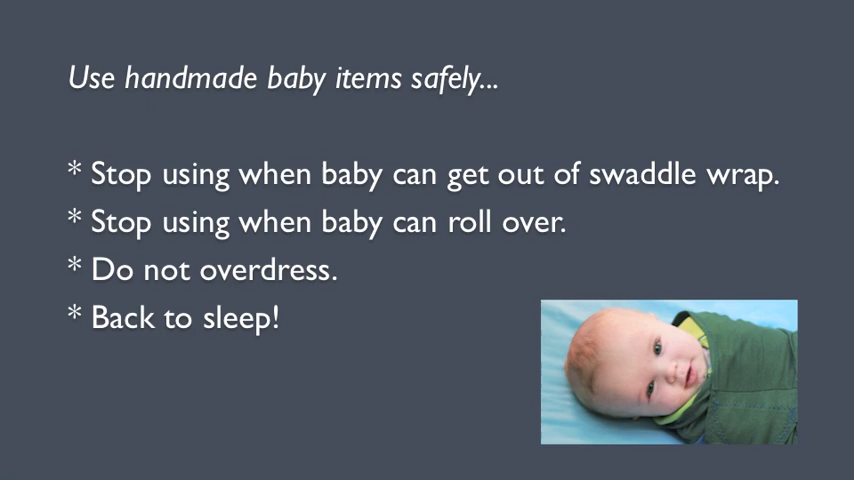 Use handmade baby items safely...
* Stop using when baby can get out of swaddle wrap.
* Stop using when baby can roll over.
* Do not overdress.
* Back to sleep!